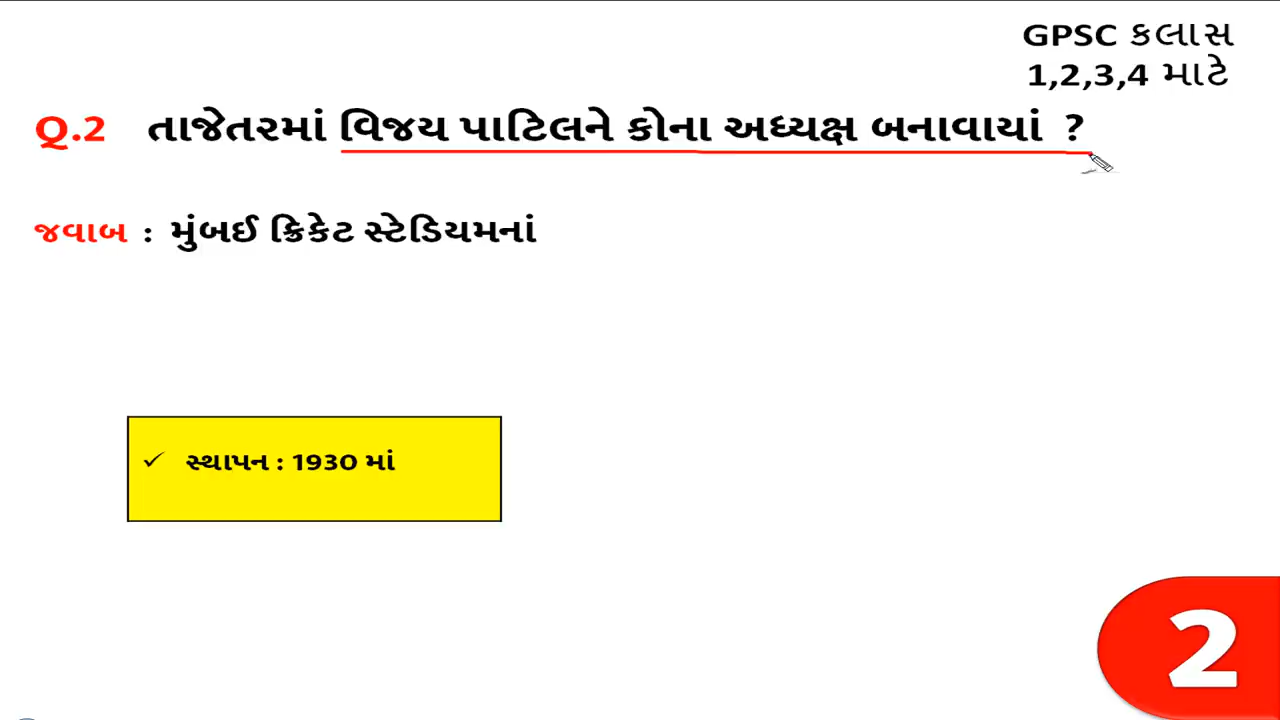 GPSC કલાસ
1,2,3,4 માટે
Q.2 તાજેતરમાં વિજય પાટિલને કોના અધ્યક્ષ બનાવાયાં ?
જવાબ : મુંબઈ ક્રિકેટ સ્ટેડિયમનાં
✓ સ્થાપન : 1930 માં
2